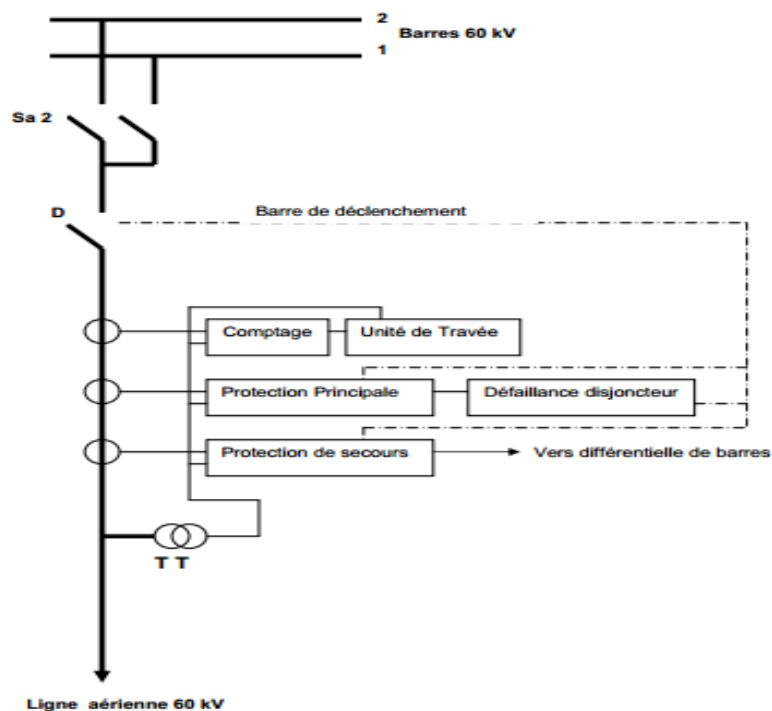 2
Barres 60 kV
1
Sa 2
D
Barre de déclenchement
Comptage
Unité de Travée
Protection Principale
Défaillance disjoncteur
Protection de secours
Vers différentielle de barres
T T
Ligne aérienne 60 kV